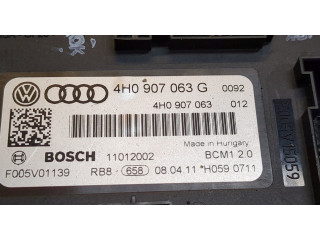 4H0 907 063 G 0092
4H0 907 063 012
Made in Hungary
BOSCH 11012002 BCM1 2.0
F005V01139 RB8- 658 08.04.11 *H059 0711